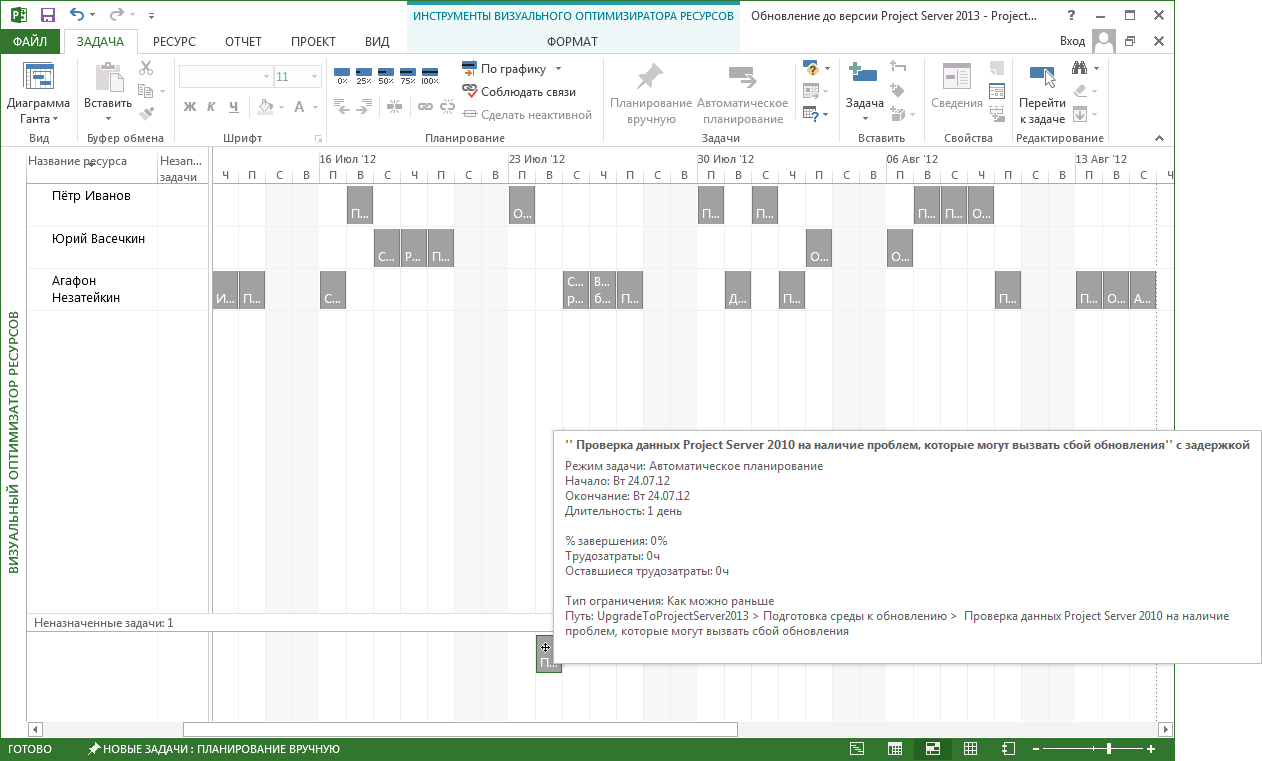 ИНСТРУМЕНТЫ ВИЗУАЛЬНОГО ОПТИМИЗИРАТОРА РЕСУРСОВ
Обновление до версии Project Server 2013 - Project...
ФАЙЛ ЗАДАЧА РЕСУРС ОТЧЕТ ПРОЕКТ ВИД ФОРМАТ Вход
Диаграмма Ганта
Вид
Вставить
Буфер обмена
11
Ж К Ч А
Шрифт
0% 25% 50% 75% 100%
По графику
Соблюдать связи
Сделать неактивной
Планирование
Планирование вручную
Автоматическое планирование
Задачи
Задача
Вставить
Сведения
Свойства
Перейти к задаче
Редактирование
Название ресурса
Незап... задачи
16 Июл '12 23 Июл '12 30 Июл '12 06 Авг '12 13 Авг '12
Ч П С В П В С Ч П С В П В С Ч П С В П В С Ч П С В П В С Ч П С В П В С Ч
Пётр Иванов
П... О... П... П... П... П... О...
Юрий Васечкин
С... Р... П... О... О...
Агафон Незатейкин
И... П... С... С... р... В... б... П... Д... П... П... П... О... А...
ВИЗУАЛЬНЫЙ ОПТИМИЗАТОР РЕСУРСОВ
'' Проверка данных Project Server 2010 на наличие проблем, которые могут вызвать сбой обновления'' с задержкой
Режим задачи: Автоматическое планирование
Начало: Вт 24.07.12
Окончание: Вт 24.07.12
Длительность: 1 день
% завершения: 0%
Трудозатраты: 0ч
Оставшиеся трудозатраты: 0ч
Тип ограничения: Как можно раньше
Путь: UpgradeToProjectServer2013 > Подготовка среды к обновлению > Проверка данных Project Server 2010 на наличие
проблем, которые могут вызвать сбой обновления
Неназначенные задачи: 1
П...
ГОТОВО НОВЫЕ ЗАДАЧИ : ПЛАНИРОВАНИЕ ВРУЧНУЮ